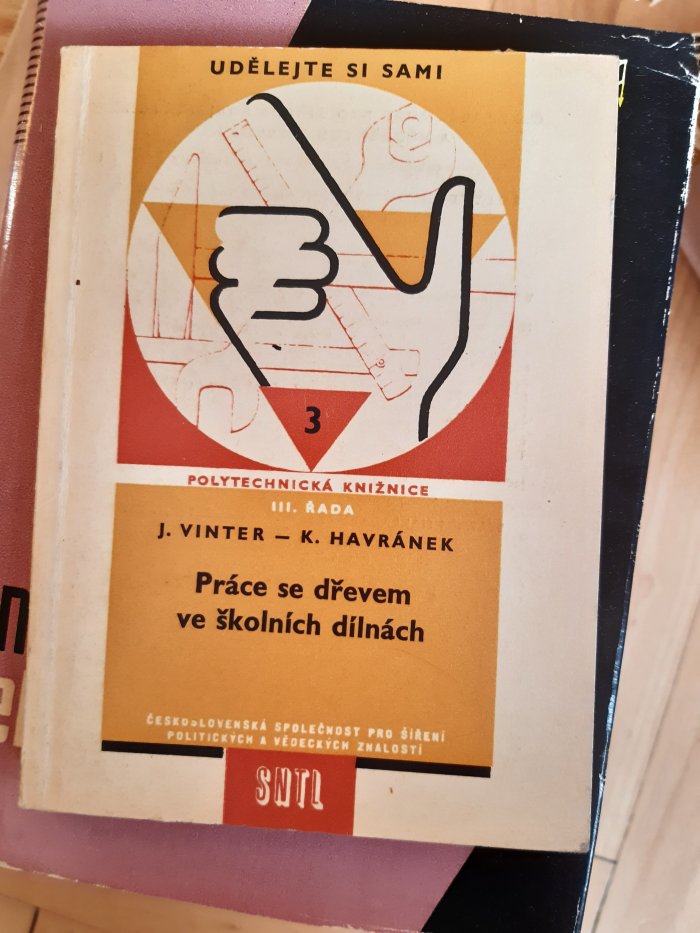 UDĚLEJTE SI SAMI
3
POLYTECHNICKÁ KNIŽNICE
III. ŘADA
J. VINTER – K. HAVRÁNEK
Práce se dřevem
ve školních dílnách
ČESKOSLOVENSKÁ SPOLEČNOST PRO ŠÍŘENÍ
POLITICKÝCH A VĚDECKÝCH ZNALOSTÍ
SNTL